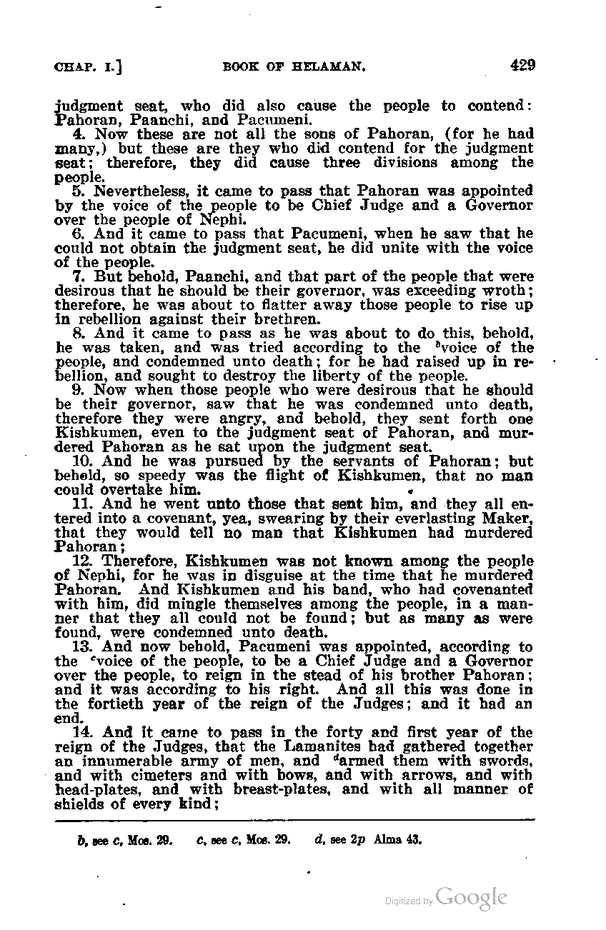 CHAP. I.] BOOK OF HELAMAN. 429
judgment seat, who did also cause the people to contend:
Pahoran, Paanchi, and Pacumeni.
4. Now these are not all the sons of Pahoran, (for he had
many,) but these are they who did contend for the judgment
seat; therefore, they did cause three divisions among the
people.
5. Nevertheless, it came to pass that Pahoran was appointed
by the voice of the people to be Chief Judge and a Governor
over the people of Nephi.
6. And it came to pass that Pacumeni, when he saw that he
could not obtain the judgment seat, he did unite with the voice
of the people.
7. But behold, Paanchi, and that part of the people that were
desirous that he should be their governor, was exceeding wroth;
therefore, he was about to flatter away those people to rise up
in rebellion against their brethren.
8. And it came to pass as he was about to do this, behold,
he was taken, and was tried according to the bvoice of the
people, and condemned unto death; for he had raised up in re-
bellion, and sought to destroy the liberty of the people.
9. Now when those people who were desirous that he should
be their governor, saw that he was condemned unto death,
therefore they were angry, and behold, they sent forth one
Kishkumen, even to the judgment seat of Pahoran, and mur-
dered Pahoran as he sat upon the judgment seat.
10. And he was pursued by the servants of Pahoran; but
behold, so speedy was the flight of Kishkumen, that no man
could overtake him.
11. And he went unto those that sent him, and they all en-
tered into a covenant, yea, swearing by their everlasting Maker,
that they would tell no man that Kishkumen had murdered
Pahoran;
12. Therefore, Kishkumen was not known among the people
of Nephi, for he was in disguise at the time that he murdered
Pahoran. And Kishkumen and his band, who had covenanted
with him, did mingle themselves among the people, in a man-
ner that they all could not be found; but as many as were
found, were condemned unto death.
13. And now behold, Pacumeni was appointed, according to
the cvoice of the people, to be a Chief Judge and a Governor
over the people, to reign in the stead of his brother Pahoran;
and it was according to his right. And all this was done in
the fortieth year of the reign of the Judges; and it had an
end.
14. And it came to pass in the forty and first year of the
reign of the Judges, that the Lamanites had gathered together
an innumerable army of men, and darmed them with swords,
and with cimeters and with bows, and with arrows, and with
head-plates, and with breast-plates, and with all manner of
shields of every kind;
b, see c, Mos. 29. c, see c, Mos. 29. d, see 2p Alma 43.
Digitized by Google